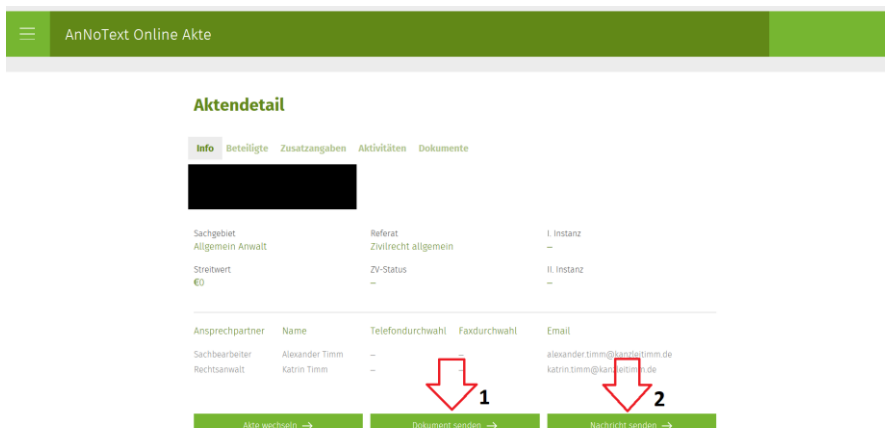 AnNoText Online Akte
Aktendetail
Info Beteiligte Zusatzangaben Aktivitäten Dokumente
Sachgebiet Referat I. Instanz
Allgemein Anwalt Zivilrecht allgemein –
Streitwert ZV-Status II. Instanz
€0 – –
Ansprechpartner Name Telefondurchwahl Faxdurchwahl Email
Sachbearbeiter Alexander Timm – – alexander.timm@kanzleitimm.de
Rechtsanwalt Katrin Timm – – katrin.timm@kanzleitimm.de
1 2
Akte wechseln → Dokument senden → Nachricht senden →